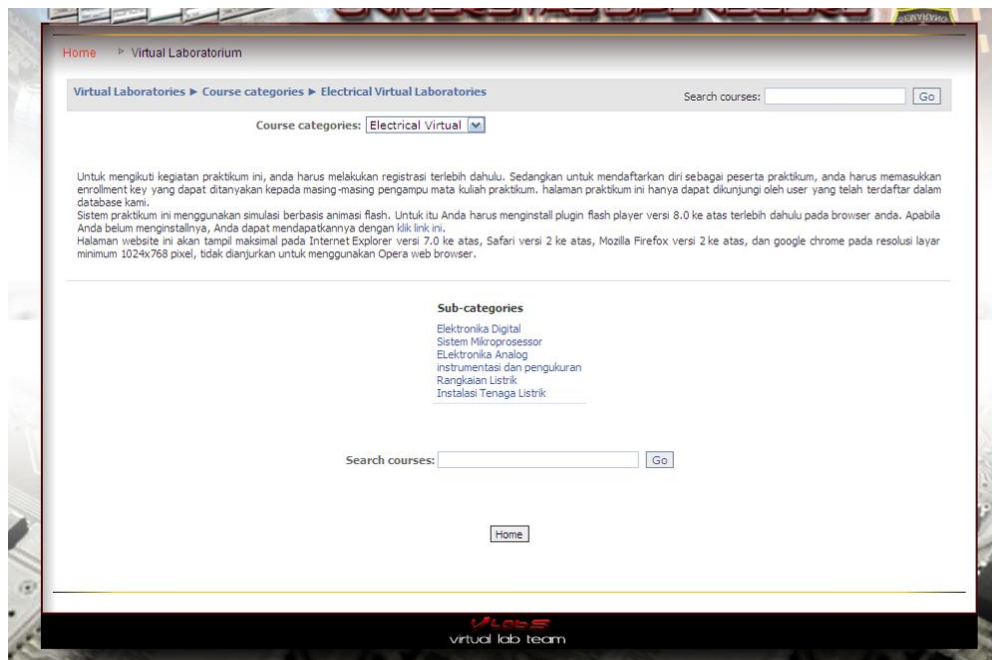 Home ► Virtual Laboratorium
Virtual Laboratories ► Course categories ► Electrical Virtual Laboratories
Search courses: Go
Course categories: Electrical Virtual
Untuk mengikuti kegiatan praktikum ini, anda harus melakukan registrasi terlebih dahulu. Sedangkan untuk mendaftarkan diri sebagai peserta praktikum, anda harus memasukkan
enrollment key yang dapat ditanyakan kepada masing-masing pengampu mata kuliah praktikum. halaman praktikum ini hanya dapat dikunjungi oleh user yang telah terdaftar dalam
database kami.
Sistem praktikum ini menggunakan simulasi berbasis animasi flash. Untuk itu Anda harus menginstall plugin flash player versi 8.0 ke atas terlebih dahulu pada browser anda. Apabila
Anda belum menginstallnya, Anda dapat mendapatkannya dengan klik link ini.
Halaman website ini akan tampil maksimal pada Internet Explorer versi 7.0 ke atas, Safari versi 2 ke atas, Mozilla Firefox versi 2 ke atas, dan google chrome pada resolusi layar
minimum 1024x768 pixel, tidak dianjurkan untuk menggunakan Opera web browser.
Sub-categories
Elektronika Digital
Sistem Mikroprosessor
ELektronika Analog
instrumentasi dan pengukuran
Rangkaian Listrik
Instalasi Tenaga Listrik
Search courses: Go
Home
VLabS
virtual lab team